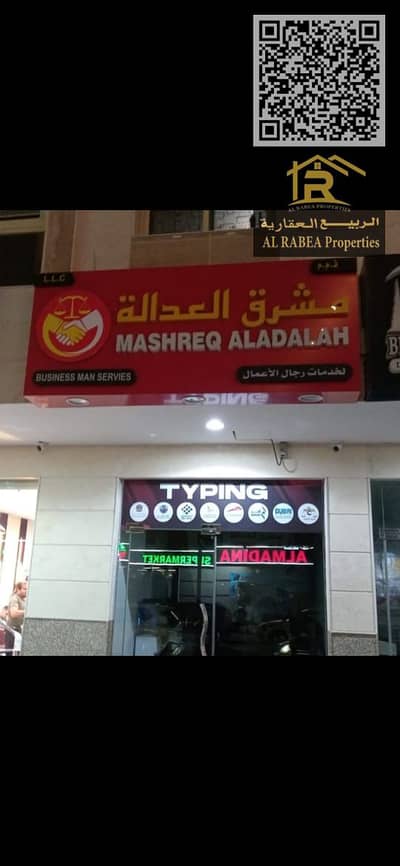 AL RABEA PROPERTIES
الربيع العقارية
AL RABEA Properties
L.L.C
ذ.م.م
مشرق العدالة
MASHREQ ALADALAH
BUSINESS MAN SERVIES
لخدمات رجال الأعمال
TYPING
DUBAI
ALMADINA
SUPERMARKET